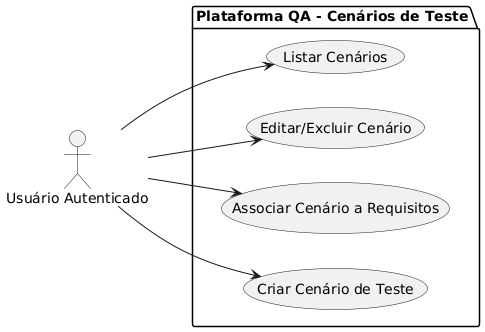 Plataforma QA - Cenários de Teste
Listar Cenários
Editar/Excluir Cenário
Usuário Autenticado
Associar Cenário a Requisitos
Criar Cenário de Teste